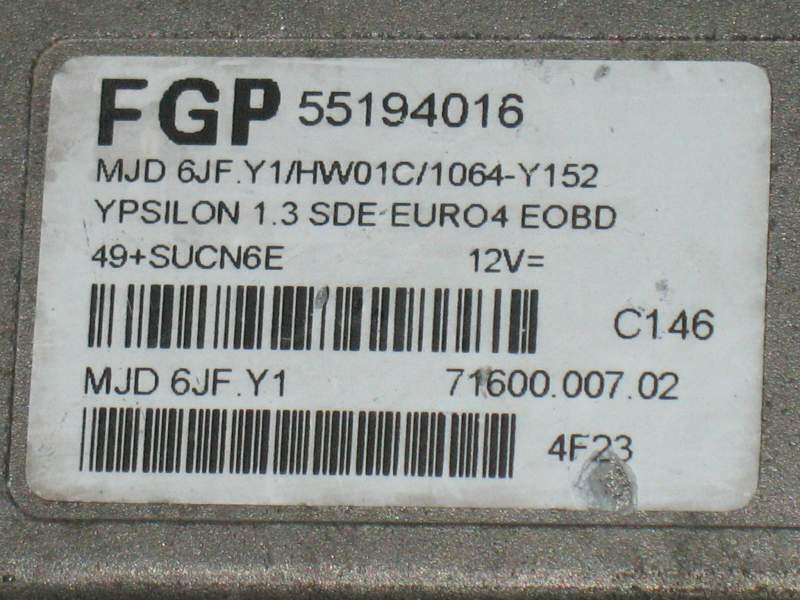 FGP 55194016
MJD 6JF.Y1/HW01C/1064-Y152
YPSILON 1.3 SDE EURO4 EOBD
49+SUCN6E 12V=
C146
MJD 6JF.Y1 71600.007.02
4F23